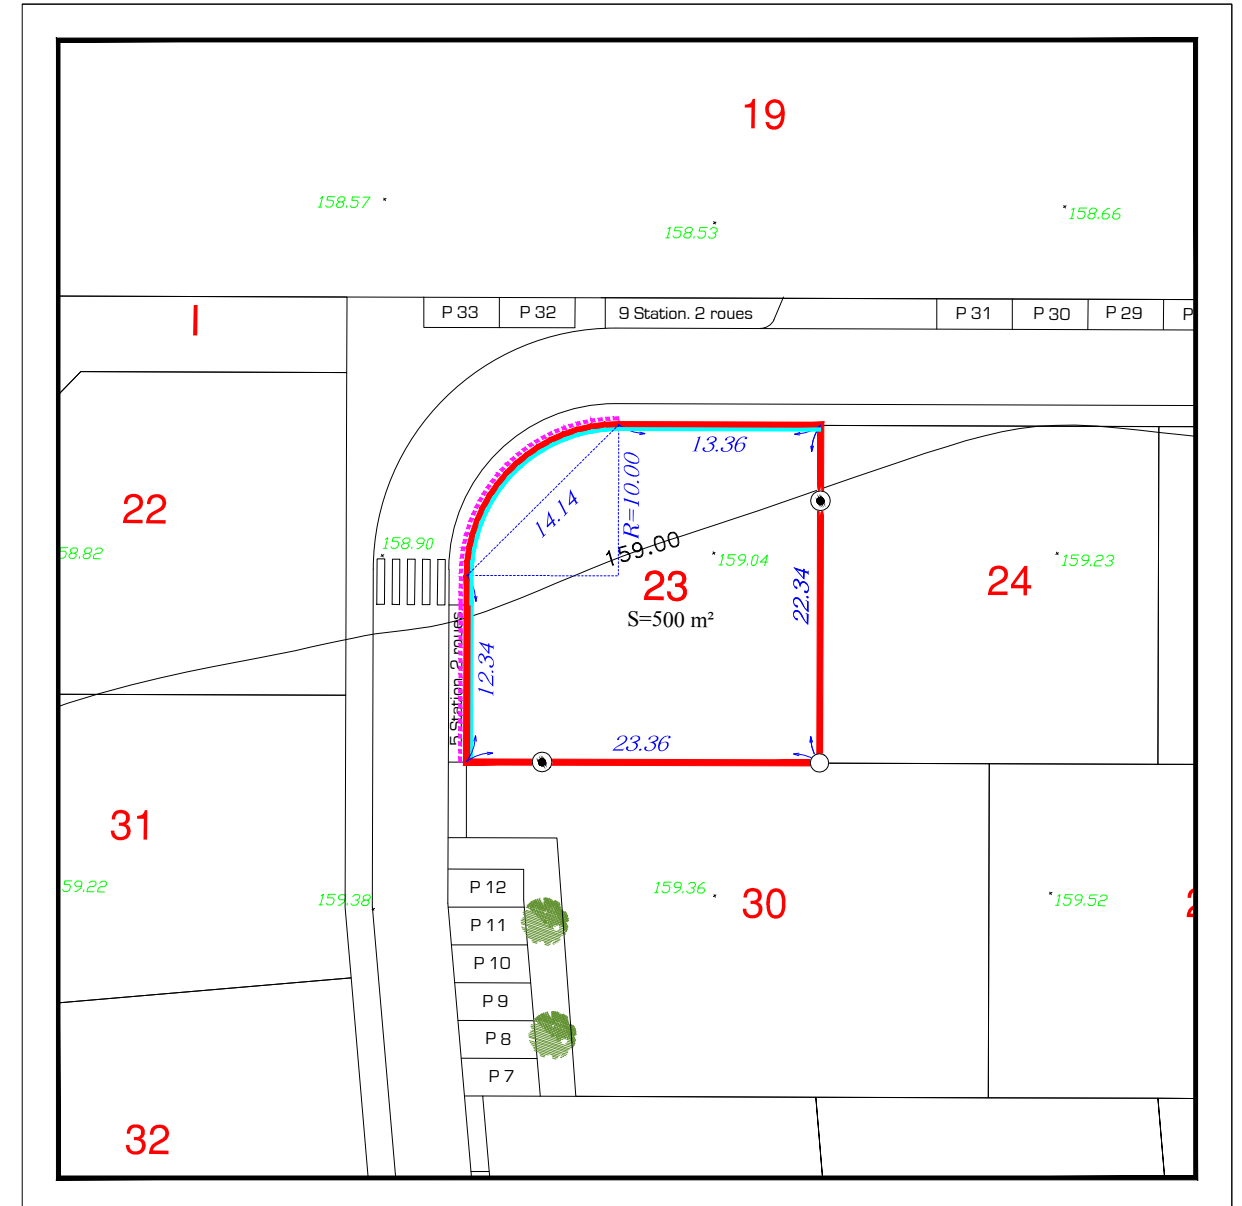 19
158.57
158.53
158.66
I
P 33
P 32
9 Station. 2 roues
P 31
P 30
P 29
P
13.36
22
14.14
R=10.00
58.82
158.90
159.00
159.04
159.23
23
24
S=500 m²
22.34
5 Station. 2 roues
12.34
23.36
31
59.22
159.38
159.36
30
159.52
P 12
P 11
P 10
P 9
P 8
P 7
32